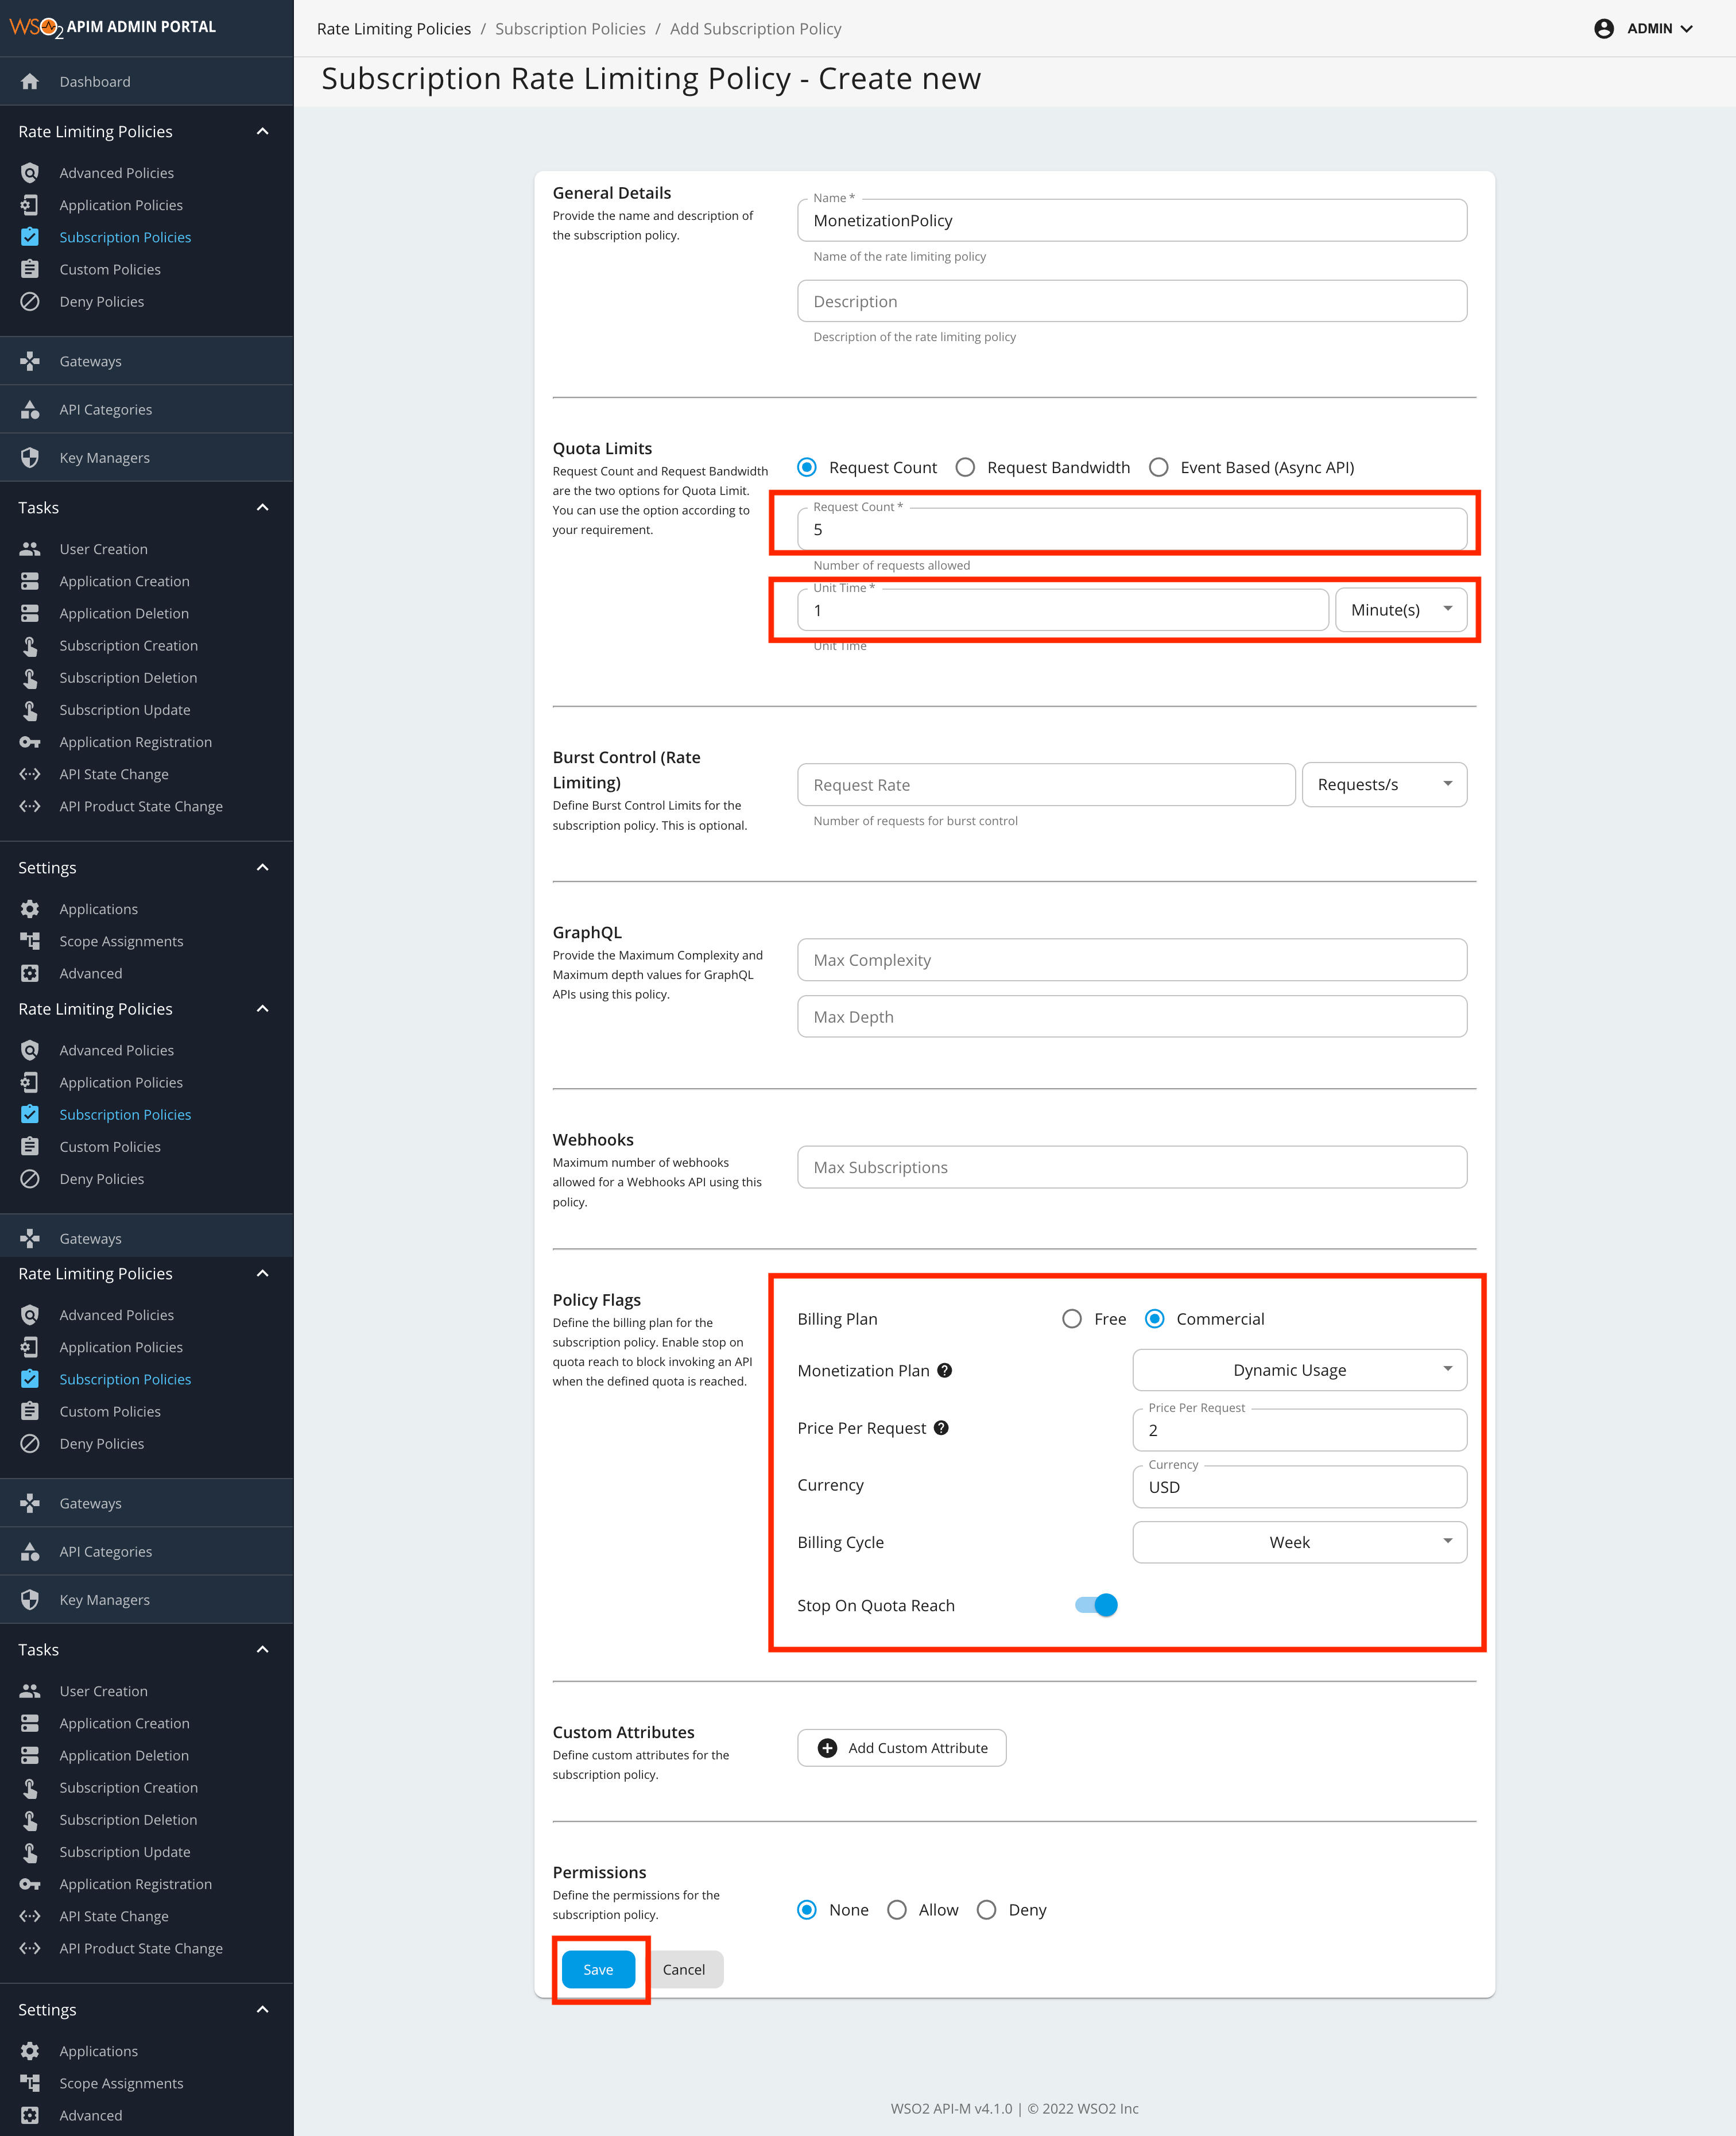 WSO2 APIM ADMIN PORTAL
Dashboard
Rate Limiting Policies
Advanced Policies
Application Policies
Subscription Policies
Custom Policies
Deny Policies
Gateways
API Categories
Key Managers
Tasks
User Creation
Application Creation
Application Deletion
Subscription Creation
Subscription Deletion
Subscription Update
Application Registration
API State Change
API Product State Change
Settings
Applications
Scope Assignments
Advanced
Rate Limiting Policies
Advanced Policies
Application Policies
Subscription Policies
Custom Policies
Deny Policies
Gateways
Rate Limiting Policies
Advanced Policies
Application Policies
Subscription Policies
Custom Policies
Deny Policies
Gateways
API Categories
Key Managers
Tasks
User Creation
Application Creation
Application Deletion
Subscription Creation
Subscription Deletion
Subscription Update
Application Registration
API State Change
API Product State Change
Settings
Applications
Scope Assignments
Advanced
Rate Limiting Policies / Subscription Policies / Add Subscription Policy
ADMIN
Subscription Rate Limiting Policy - Create new
General Details
Provide the name and description of
the subscription policy.
Name *
MonetizationPolicy
Name of the rate limiting policy
Description
Description of the rate limiting policy
Quota Limits
Request Count and Request Bandwidth
are the two options for Quota Limit.
You can use the option according to
your requirement.
Request Count Request Bandwidth Event Based (Async API)
Request Count *
5
Number of requests allowed
Unit Time *
1 Minute(s)
Unit Time
Burst Control (Rate
Limiting)
Define Burst Control Limits for the
subscription policy. This is optional.
Request Rate Requests/s
Number of requests for burst control
GraphQL
Provide the Maximum Complexity and
Maximum depth values for GraphQL
APIs using this policy.
Max Complexity
Max Depth
Webhooks
Maximum number of webhooks
allowed for a Webhooks API using this
policy.
Max Subscriptions
Policy Flags
Define the billing plan for the
subscription policy. Enable stop on
quota reach to block invoking an API
when the defined quota is reached.
Billing Plan Free Commercial
Monetization Plan ? Dynamic Usage
Price Per Request ? Price Per Request
2
Currency Currency
USD
Billing Cycle Week
Stop On Quota Reach
Custom Attributes
Define custom attributes for the
subscription policy.
Add Custom Attribute
Permissions
Define the permissions for the
subscription policy.
None Allow Deny
Save Cancel
WSO2 API-M v4.1.0 | © 2022 WSO2 Inc